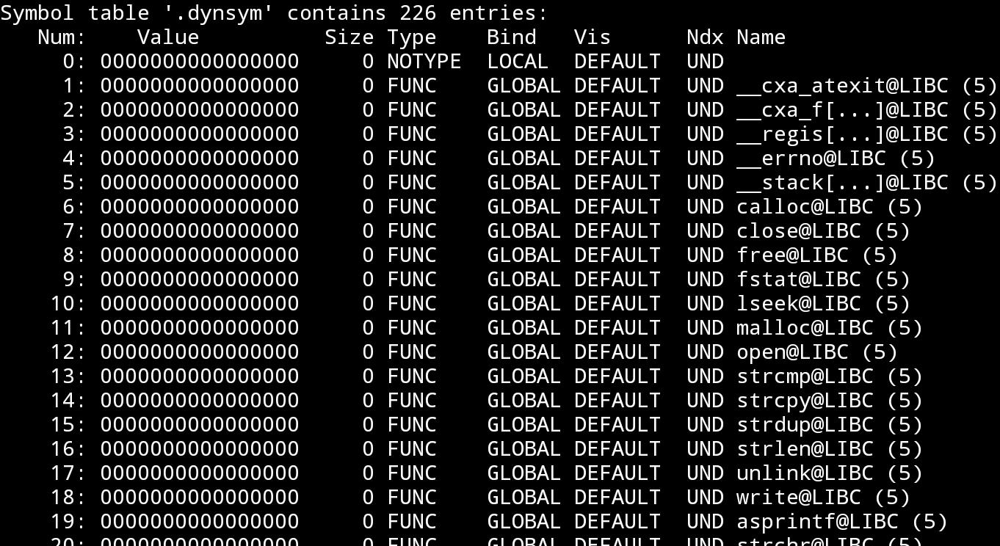 Symbol table '.dynsym' contains 226 entries:
   Num:    Value          Size Type    Bind   Vis      Ndx Name
     0: 0000000000000000     0 NOTYPE  LOCAL  DEFAULT  UND
     1: 0000000000000000     0 FUNC    GLOBAL DEFAULT  UND __cxa_atexit@LIBC (5)
     2: 0000000000000000     0 FUNC    GLOBAL DEFAULT  UND __cxa_f[...]@LIBC (5)
     3: 0000000000000000     0 FUNC    GLOBAL DEFAULT  UND __regis[...]@LIBC (5)
     4: 0000000000000000     0 FUNC    GLOBAL DEFAULT  UND __errno@LIBC (5)
     5: 0000000000000000     0 FUNC    GLOBAL DEFAULT  UND __stack[...]@LIBC (5)
     6: 0000000000000000     0 FUNC    GLOBAL DEFAULT  UND calloc@LIBC (5)
     7: 0000000000000000     0 FUNC    GLOBAL DEFAULT  UND close@LIBC (5)
     8: 0000000000000000     0 FUNC    GLOBAL DEFAULT  UND free@LIBC (5)
     9: 0000000000000000     0 FUNC    GLOBAL DEFAULT  UND fstat@LIBC (5)
    10: 0000000000000000     0 FUNC    GLOBAL DEFAULT  UND lseek@LIBC (5)
    11: 0000000000000000     0 FUNC    GLOBAL DEFAULT  UND malloc@LIBC (5)
    12: 0000000000000000     0 FUNC    GLOBAL DEFAULT  UND open@LIBC (5)
    13: 0000000000000000     0 FUNC    GLOBAL DEFAULT  UND strcmp@LIBC (5)
    14: 0000000000000000     0 FUNC    GLOBAL DEFAULT  UND strcpy@LIBC (5)
    15: 0000000000000000     0 FUNC    GLOBAL DEFAULT  UND strdup@LIBC (5)
    16: 0000000000000000     0 FUNC    GLOBAL DEFAULT  UND strlen@LIBC (5)
    17: 0000000000000000     0 FUNC    GLOBAL DEFAULT  UND unlink@LIBC (5)
    18: 0000000000000000     0 FUNC    GLOBAL DEFAULT  UND write@LIBC (5)
    19: 0000000000000000     0 FUNC    GLOBAL DEFAULT  UND asprintf@LIBC (5)
    20: 0000000000000000     0 FUNC    GLOBAL DEFAULT  UND strchr@LIBC (5)